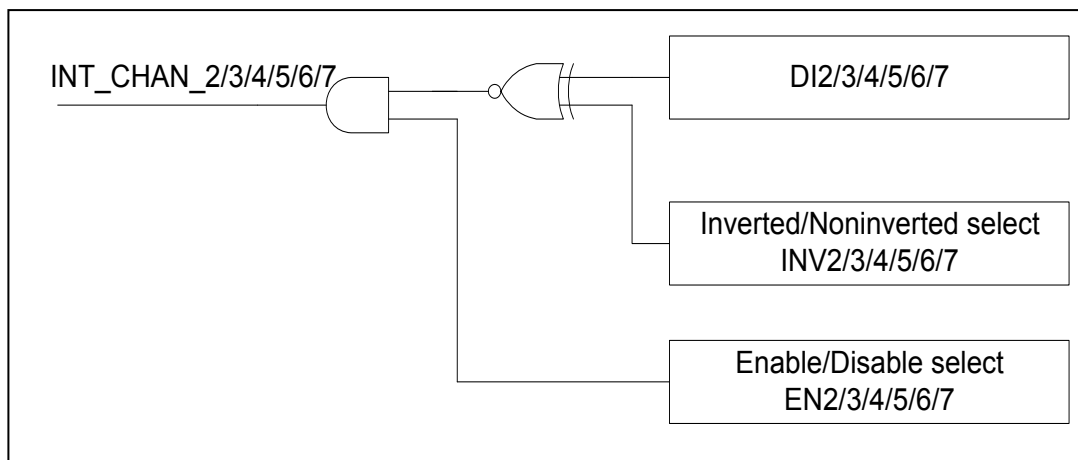 INT_CHAN_2/3/4/5/6/7
DI2/3/4/5/6/7
Inverted/Noninverted select
INV2/3/4/5/6/7
Enable/Disable select
EN2/3/4/5/6/7